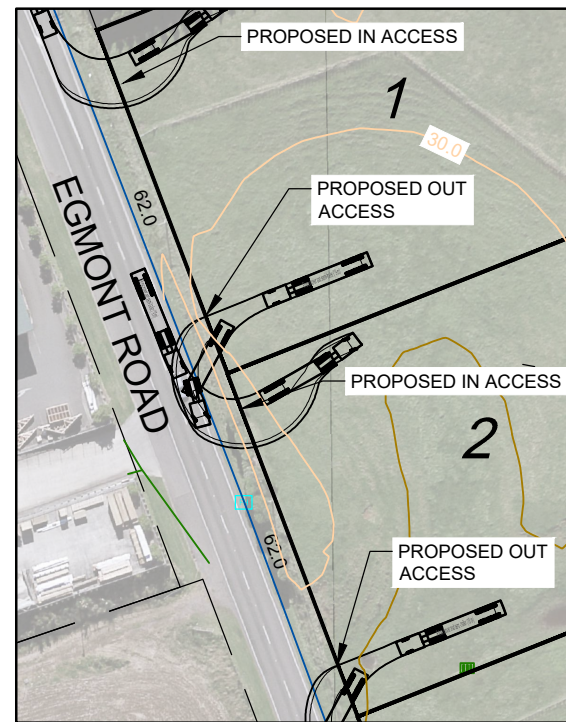 PROPOSED IN ACCESS
1
30.0
62.0
PROPOSED OUT
ACCESS
EGMONT ROAD
PROPOSED IN ACCESS
2
62.0
PROPOSED OUT
ACCESS